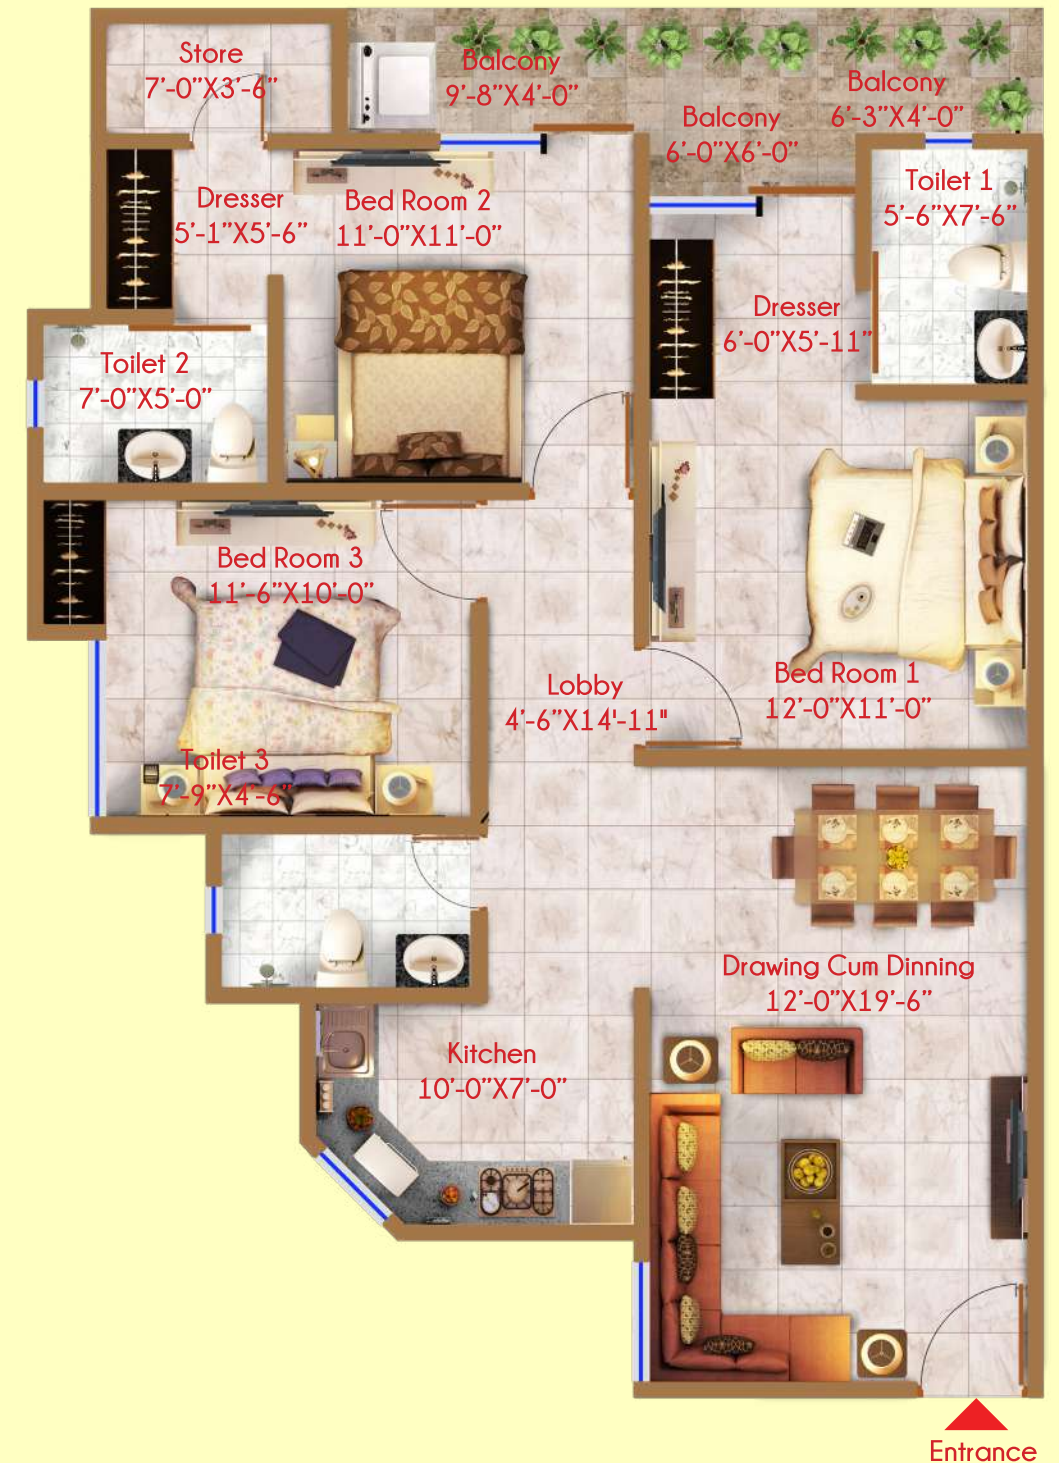 Store
7'-0"X3'-6"
Balcony
9'-8"X4'-0"
Balcony
6'-3"X4'-0"
Balcony
6'-0"X6'-0"
Toilet 1
5'-6"X7'-6"
Dresser
5'-1"X5'-6"
Bed Room 2
11'-0"X11'-0"
Dresser
6'-0"X5'-11"
Toilet 2
7'-0"X5'-0"
Bed Room 3
11'-6"X10'-0"
Bed Room 1
12'-0"X11'-0"
Lobby
4'-6"X14'-11"
Toilet 3
7'-9"X4'-6"
Drawing Cum Dinning
12'-0"X19'-6"
Kitchen
10'-0"X7'-0"
Entrance